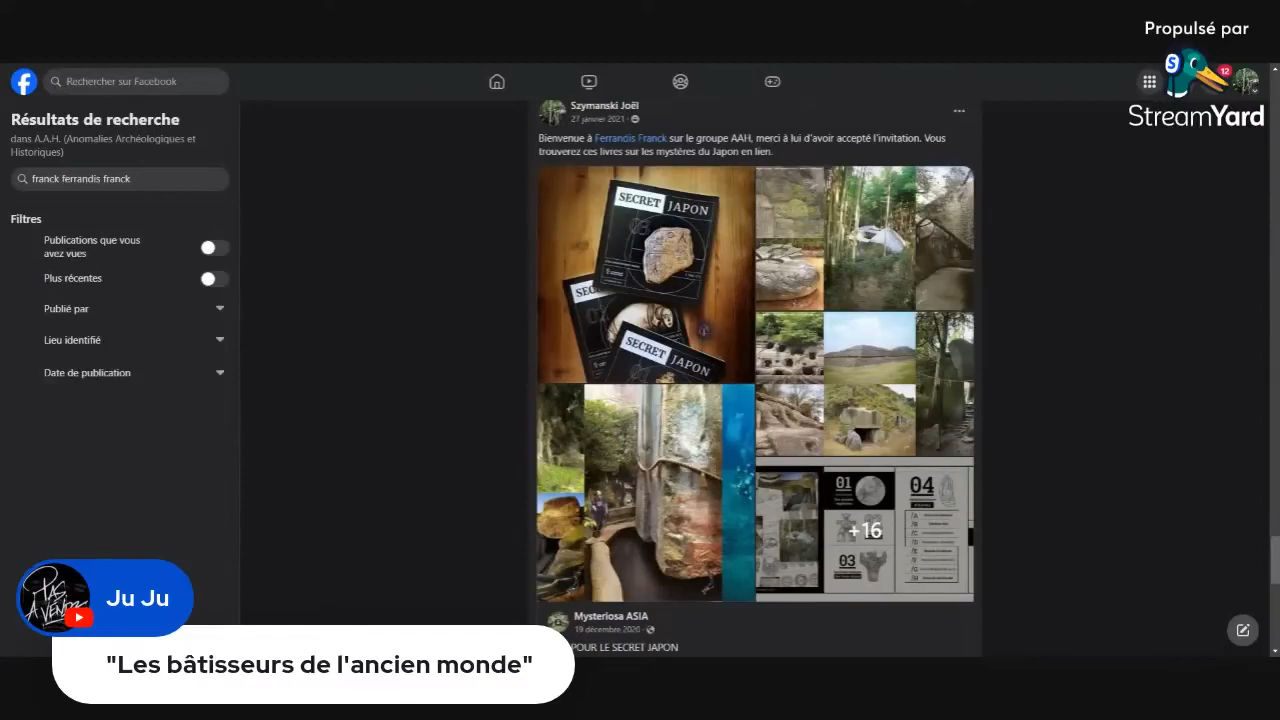 Propulsé par
StreamYard
12
Rechercher sur Facebook
Résultats de recherche
dans A.A.H. (Anomalies Archéologiques et
Historiques)
franck ferrandis franck
Filtres
Publications que vous
avez vues
Plus récentes
Publié par
Lieu identifié
Date de publication
Szymanski Joël
27 janvier 2021 ·
Bienvenue à Ferrandis Franck sur le groupe AAH, merci à lui d'avoir accepté l'invitation. Vous
trouverez ces livres sur les mystères du Japon en lien.
SECRET JAPON
SECRET JAPON
01
04
+16
03
Mysteriosa ASIA
19 décembre 2020 ·
POUR LE SECRET JAPON
PAS A VENDRE
Ju Ju
"Les bâtisseurs de l'ancien monde"